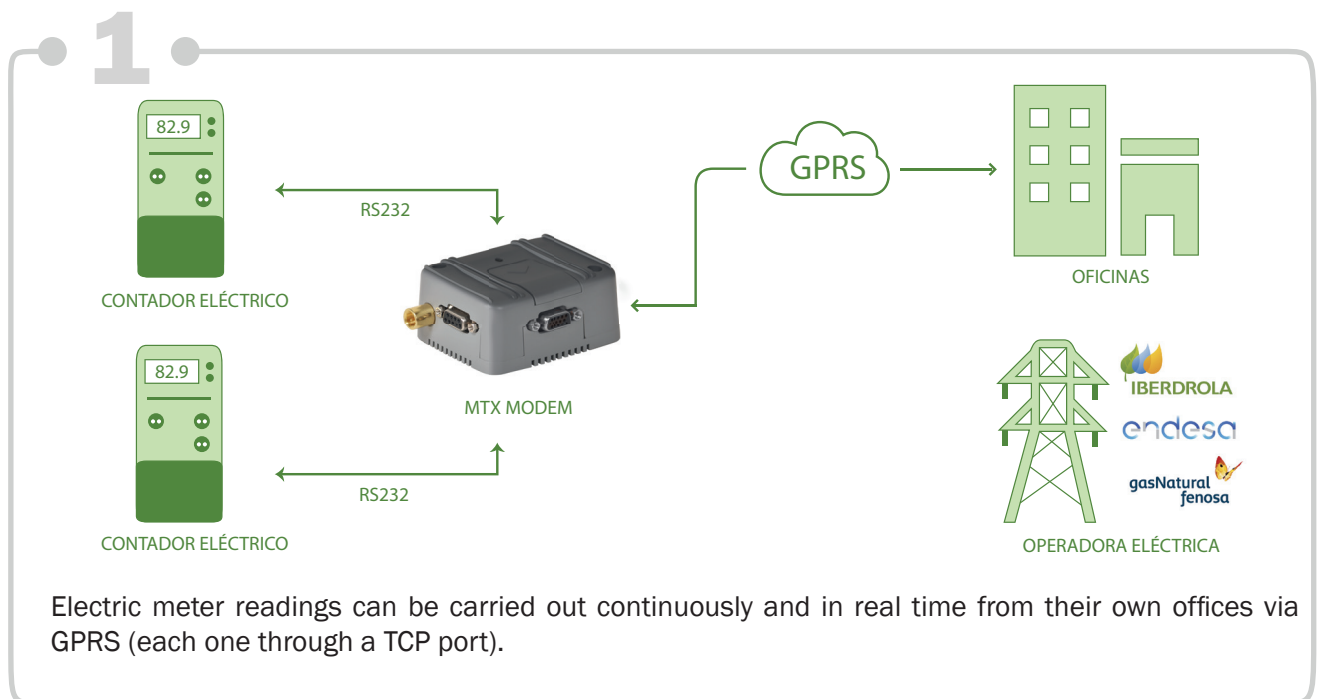 1
82.9
GPRS
RS232
OFICINAS
CONTADOR ELÉCTRICO
82.9
MTX MODEM
IBERDROLA
endesa
gasNatural
fenosa
RS232
CONTADOR ELÉCTRICO
OPERADORA ELÉCTRICA
Electric meter readings can be carried out continuously and in real time from their own offices via
GPRS (each one through a TCP port).